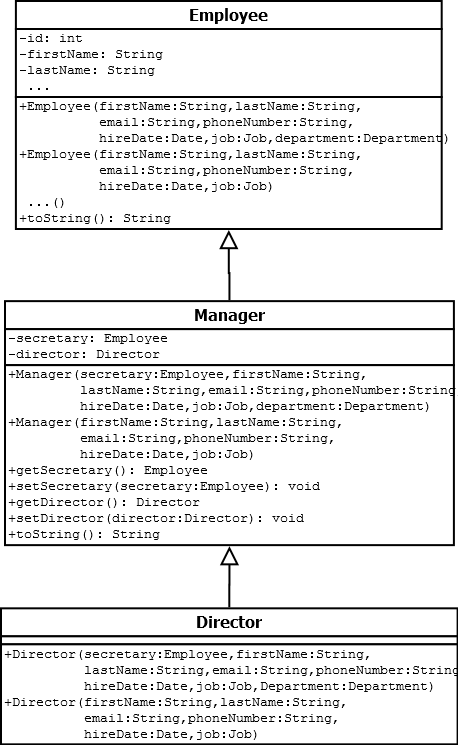 Employee
-id: int
-firstName: String
-lastName: String
...
+Employee(firstName:String,lastName:String,
email:String,phoneNumber:String,
hireDate:Date,job:Job,department:Department)
+Employee(firstName:String,lastName:String,
email:String,phoneNumber:String,
hireDate:Date,job:Job)
...()
+toString(): String
Manager
-secretary: Employee
-director: Director
+Manager(secretary:Employee,firstName:String,
lastName:String,email:String,phoneNumber:String
hireDate:Date,job:Job,department:Department)
+Manager(firstName:String,lastName:String,
email:String,phoneNumber:String,
hireDate:Date,job:Job)
+getSecretary(): Employee
+setSecretary(secretary:Employee): void
+getDirector(): Director
+setDirector(director:Director): void
+toString(): String
Director
+Director(secretary:Employee,firstName:String,
lastName:String,email:String,phoneNumber:String
hireDate:Date,job:Job,Department:Department)
+Director(firstName:String,lastName:String,
email:String,phoneNumber:String,
hireDate:Date,job:Job)